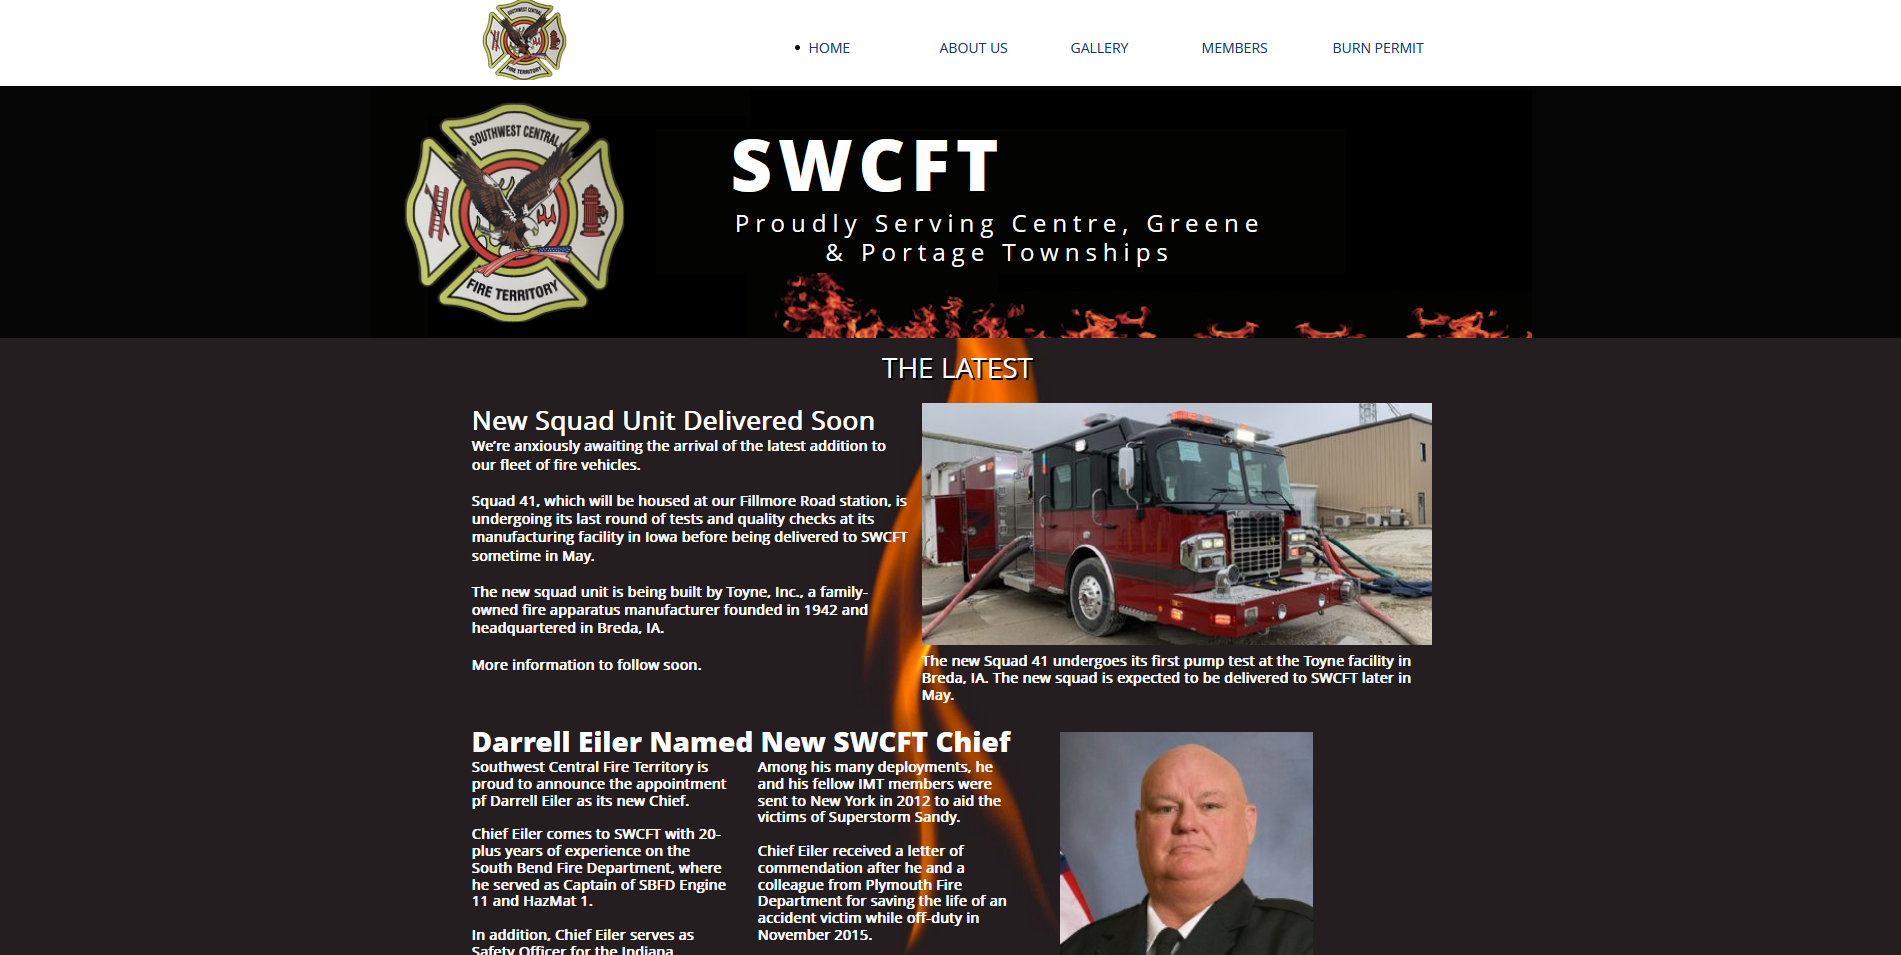 SOUTHWEST CENTRAL
FIRE TERRITORY
• HOME
ABOUT US
GALLERY
MEMBERS
BURN PERMIT
SOUTHWEST CENTRAL
FIRE TERRITORY
SWCFT
Proudly Serving Centre, Greene
& Portage Townships
THE LATEST
New Squad Unit Delivered Soon
We’re anxiously awaiting the arrival of the latest addition to
our fleet of fire vehicles.
Squad 41, which will be housed at our Fillmore Road station, is
undergoing its last round of tests and quality checks at its
manufacturing facility in Iowa before being delivered to SWCFT
sometime in May.
The new squad unit is being built by Toyne, Inc., a family-
owned fire apparatus manufacturer founded in 1942 and
headquartered in Breda, IA.
More information to follow soon.
The new Squad 41 undergoes its first pump test at the Toyne facility in
Breda, IA. The new squad is expected to be delivered to SWCFT later in
May.
Darrell Eiler Named New SWCFT Chief
Southwest Central Fire Territory is
proud to announce the appointment
pf Darrell Eiler as its new Chief.
Chief Eiler comes to SWCFT with 20-
plus years of experience on the
South Bend Fire Department, where
he served as Captain of SBFD Engine
11 and HazMat 1.
In addition, Chief Eiler serves as
Safety Officer for the Indiana
Among his many deployments, he
and his fellow IMT members were
sent to New York in 2012 to aid the
victims of Superstorm Sandy.
Chief Eiler received a letter of
commendation after he and a
colleague from Plymouth Fire
Department for saving the life of an
accident victim while off-duty in
November 2015.